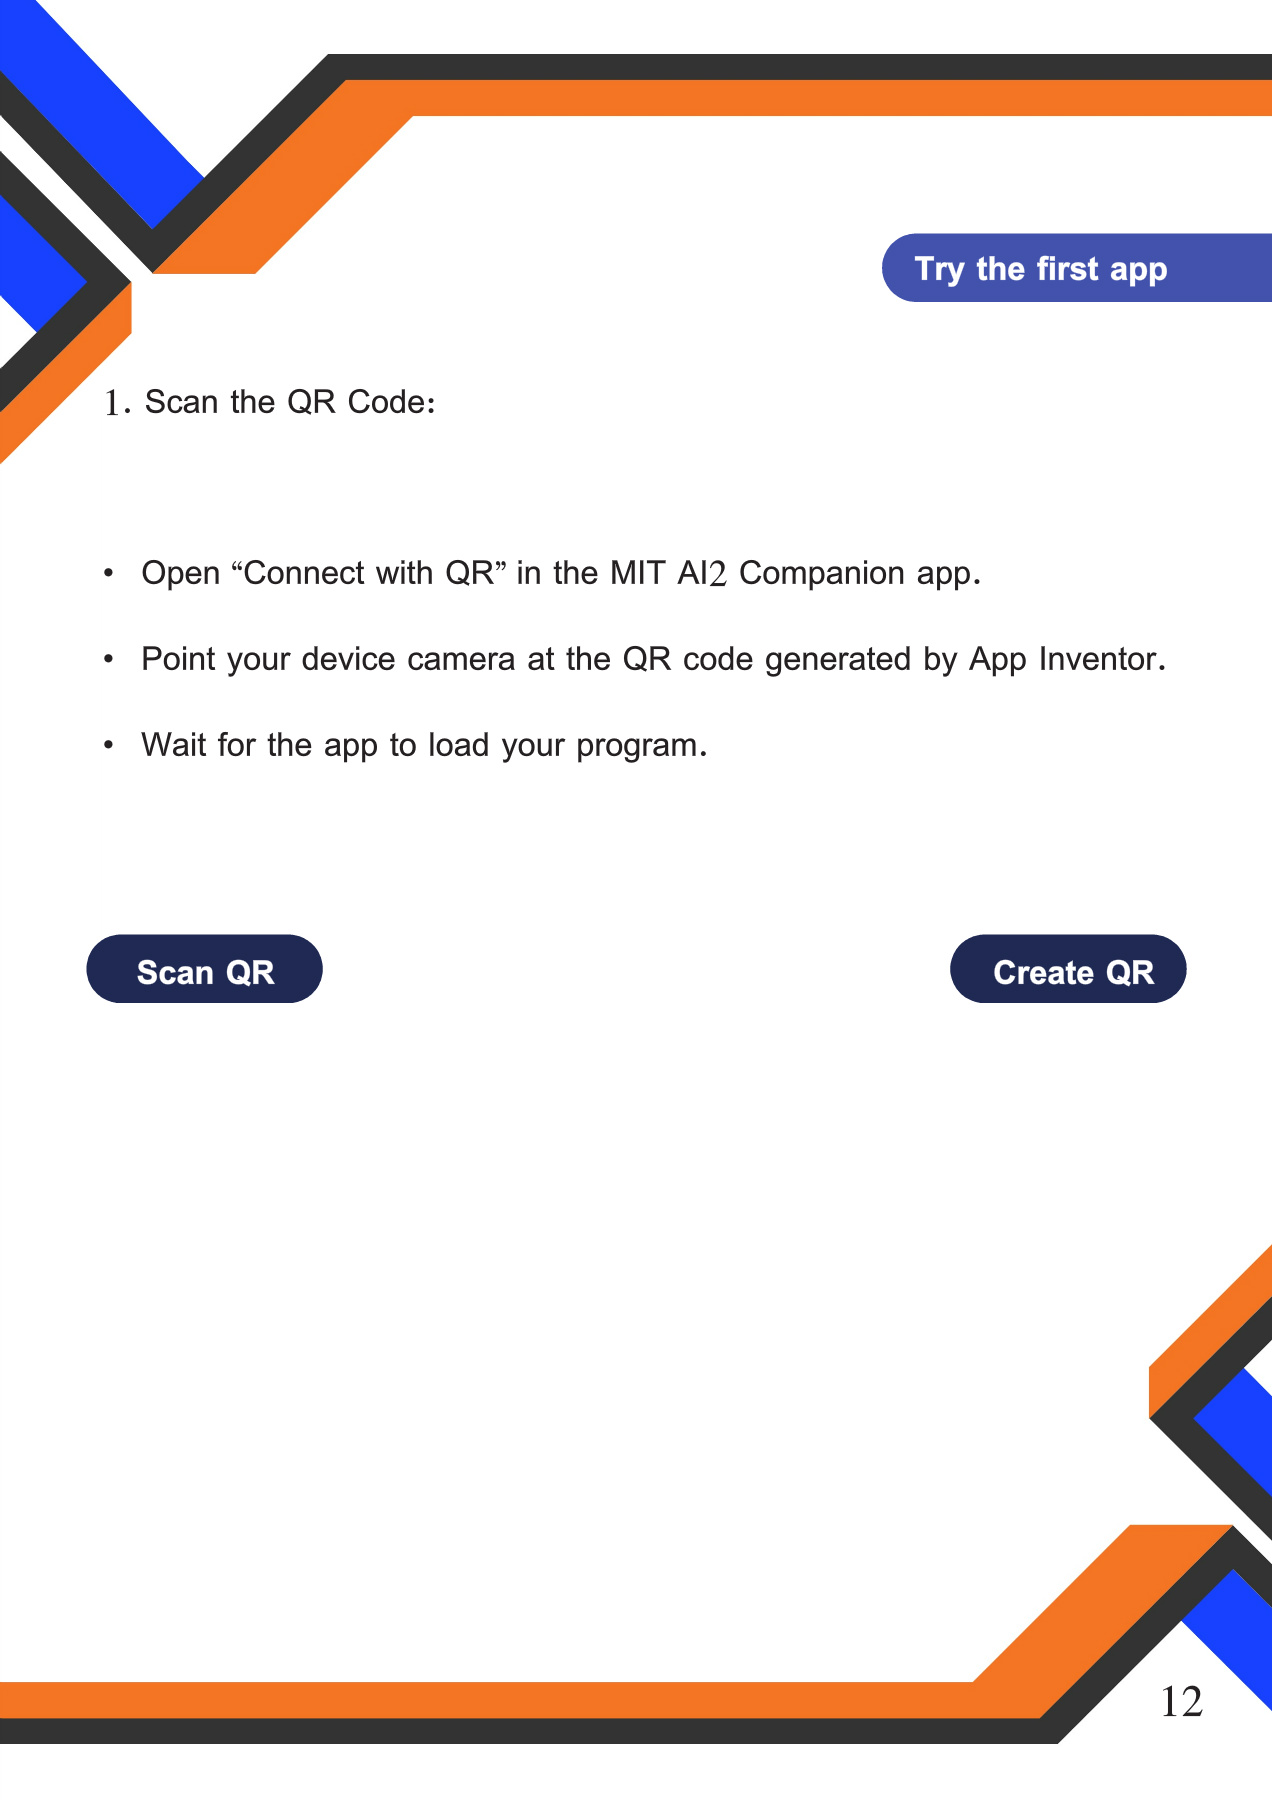 Try the first app
1. Scan the QR Code:
• Open “Connect with QR” in the MIT AI2 Companion app.
• Point your device camera at the QR code generated by App Inventor.
• Wait for the app to load your program.
Scan QR
Create QR
12